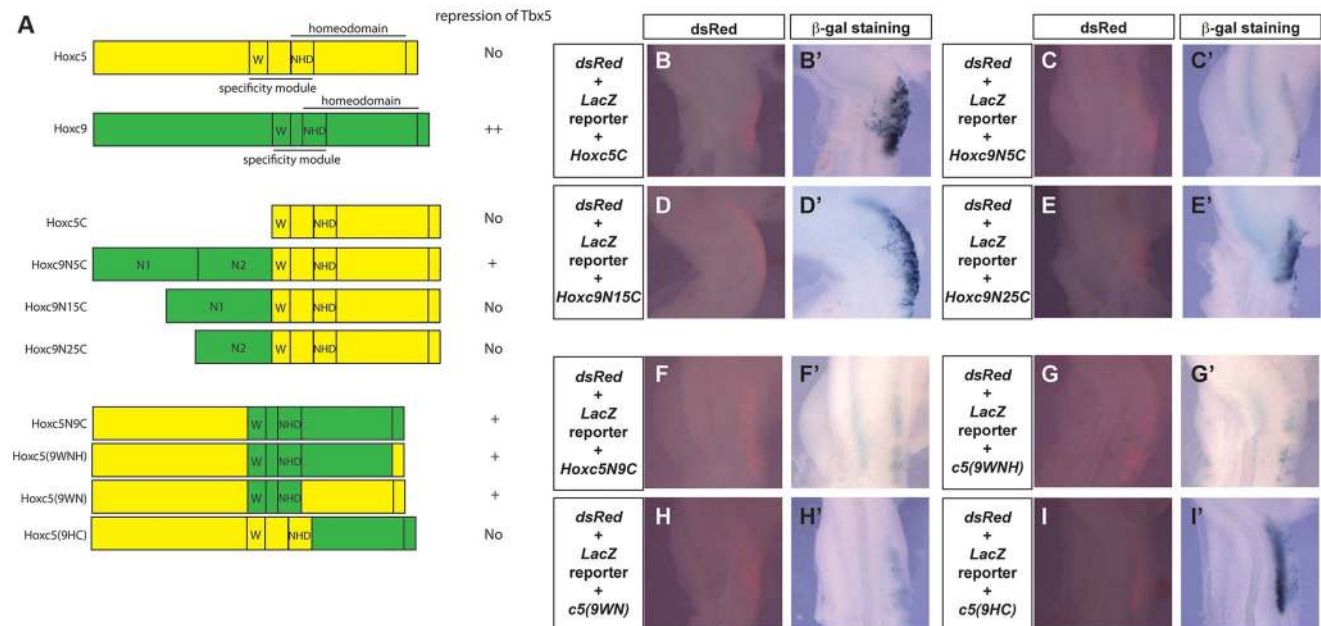 A
repression of Tbx5
homeodomain
Hoxc5
W
NHD
No
specificity module
homeodomain
Hoxc9
W
NHD
++
specificity module
Hoxc5C
W
NHD
No
Hoxc9N5C
N1
N2
W
NHD
+
Hoxc9N15C
N1
W
NHD
No
Hoxc9N25C
N2
W
NHD
No
Hoxc5N9C
W
NHD
+
Hoxc5(9WNH)
W
NHD
+
Hoxc5(9WN)
W
NHD
+
Hoxc5(9HC)
W
NHD
No
dsRed
β-gal staining
dsRed
β-gal staining
dsRed
+
LacZ
reporter
+
Hoxc5C
B
B'
dsRed
+
LacZ
reporter
+
Hoxc9N5C
C
C'
dsRed
+
LacZ
reporter
+
Hoxc9N15C
D
D'
dsRed
+
LacZ
reporter
+
Hoxc9N25C
E
E'
dsRed
+
LacZ
reporter
+
Hoxc5N9C
F
F'
dsRed
+
LacZ
reporter
+
c5(9WNH)
G
G'
dsRed
+
LacZ
reporter
+
c5(9WN)
H
H'
dsRed
+
LacZ
reporter
+
c5(9HC)
I
I'